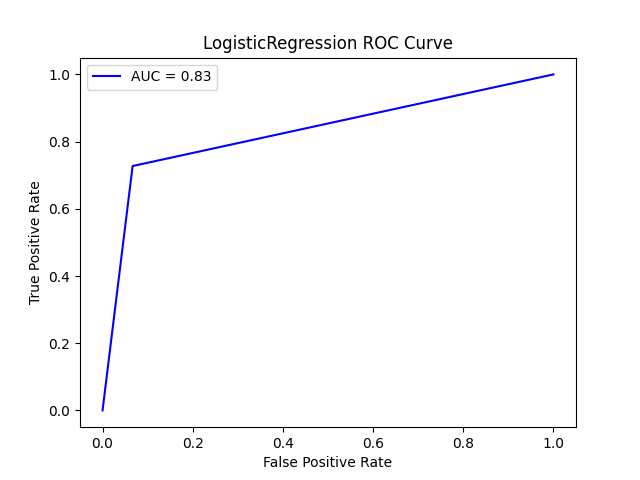 LogisticRegression ROC Curve
AUC = 0.83
True Positive Rate
1.0
0.8
0.6
0.4
0.2
0.0
0.0 0.2 0.4 0.6 0.8 1.0
False Positive Rate